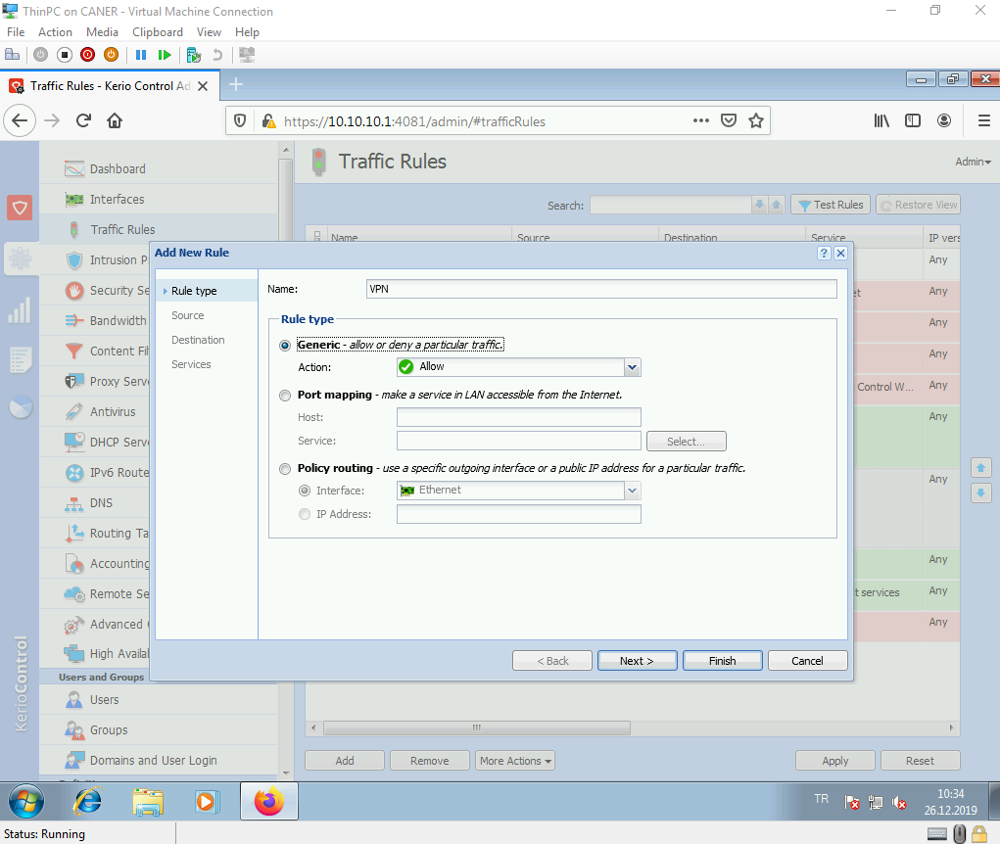 ThinPC on CANER - Virtual Machine Connection
File Action Media Clipboard View Help
Traffic Rules - Kerio Control Ad
https://10.10.10.1:4081/admin/#trafficRules
Dashboard
Interfaces
Traffic Rules
Intrusion P
Security Se
Bandwidth
Content Fil
Proxy Serve
Antivirus
DHCP Serve
IPv6 Route
DNS
Routing Ta
Accounting
Remote Se
Advanced
High Availal
Users and Groups
Users
Groups
Domains and User Login
KerioControl
Traffic Rules
Admin
Search:
Test Rules
Restore View
Name Source Destination Service IP vers
Any
et Any
Any
Any
Control W... Any
Any
Any
Any
t services Any
Any
Add New Rule
Rule type
Source
Destination
Services
Name: VPN
Rule type
Generic - allow or deny a particular traffic.
Action: Allow
Port mapping - make a service in LAN accessible from the Internet.
Host:
Service: Select...
Policy routing - use a specific outgoing interface or a public IP address for a particular traffic.
Interface: Ethernet
IP Address:
< Back Next > Finish Cancel
Add Remove More Actions Apply Reset
TR
10:34
26.12.2019
Status: Running